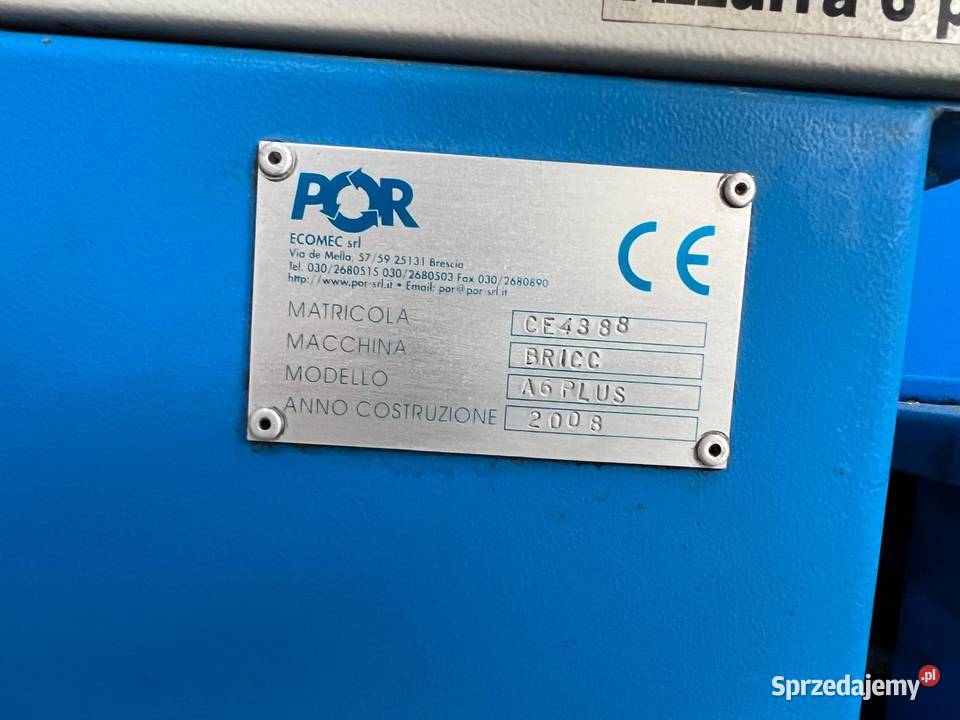 POR
ECOMEC srl
Via de Mella, 57/59 25131 Brescia
Tel. 030/2680515 030/2680503 Fax 030/2680890
http://www.por-srl.it • Email: por@por-srl.it
CE
MATRICOLA CE4388
MACCHINA BRICC
MODELLO A6 PLUS
ANNO COSTRUZIONE 2008
Sprzedajemy.pl